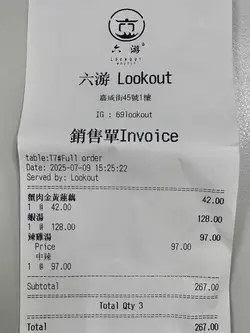 六游
LOOKOUT
六游 Lookout
嘉咸街45號1樓
IG : 69lookout
銷售單Invoice
table:T7#Full order
Date: 2025-07-09 15:25:22
Served by: Lookout
蟹肉金黃蓮藕 42.00
1 @ 42.00
蝦湯 128.00
1 @ 128.00
辣雞湯 97.00
Price 97.00
中辣
1 @ 97.00
Subtotal 267.00
Total Qty 3
Total 267.00